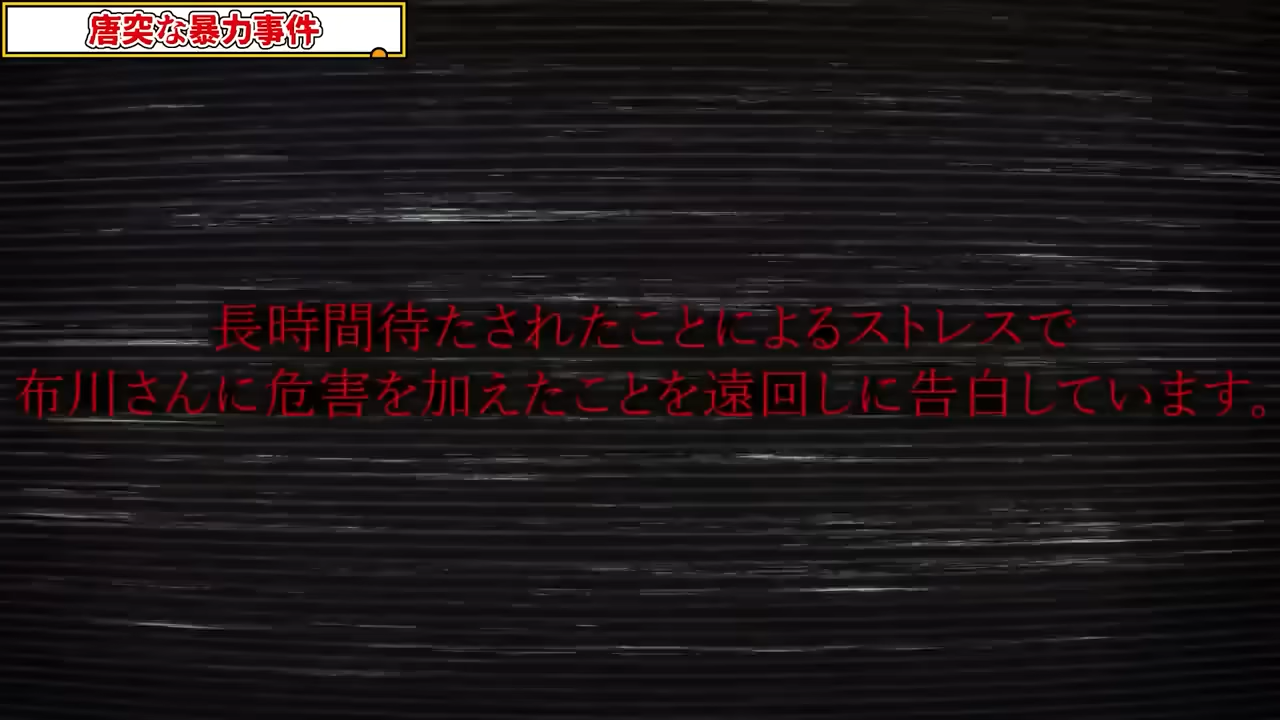 唐突な暴力事件
長時間待たされたことによるストレスで
布川さんに危害を加えたことを遠回しに告白しています。